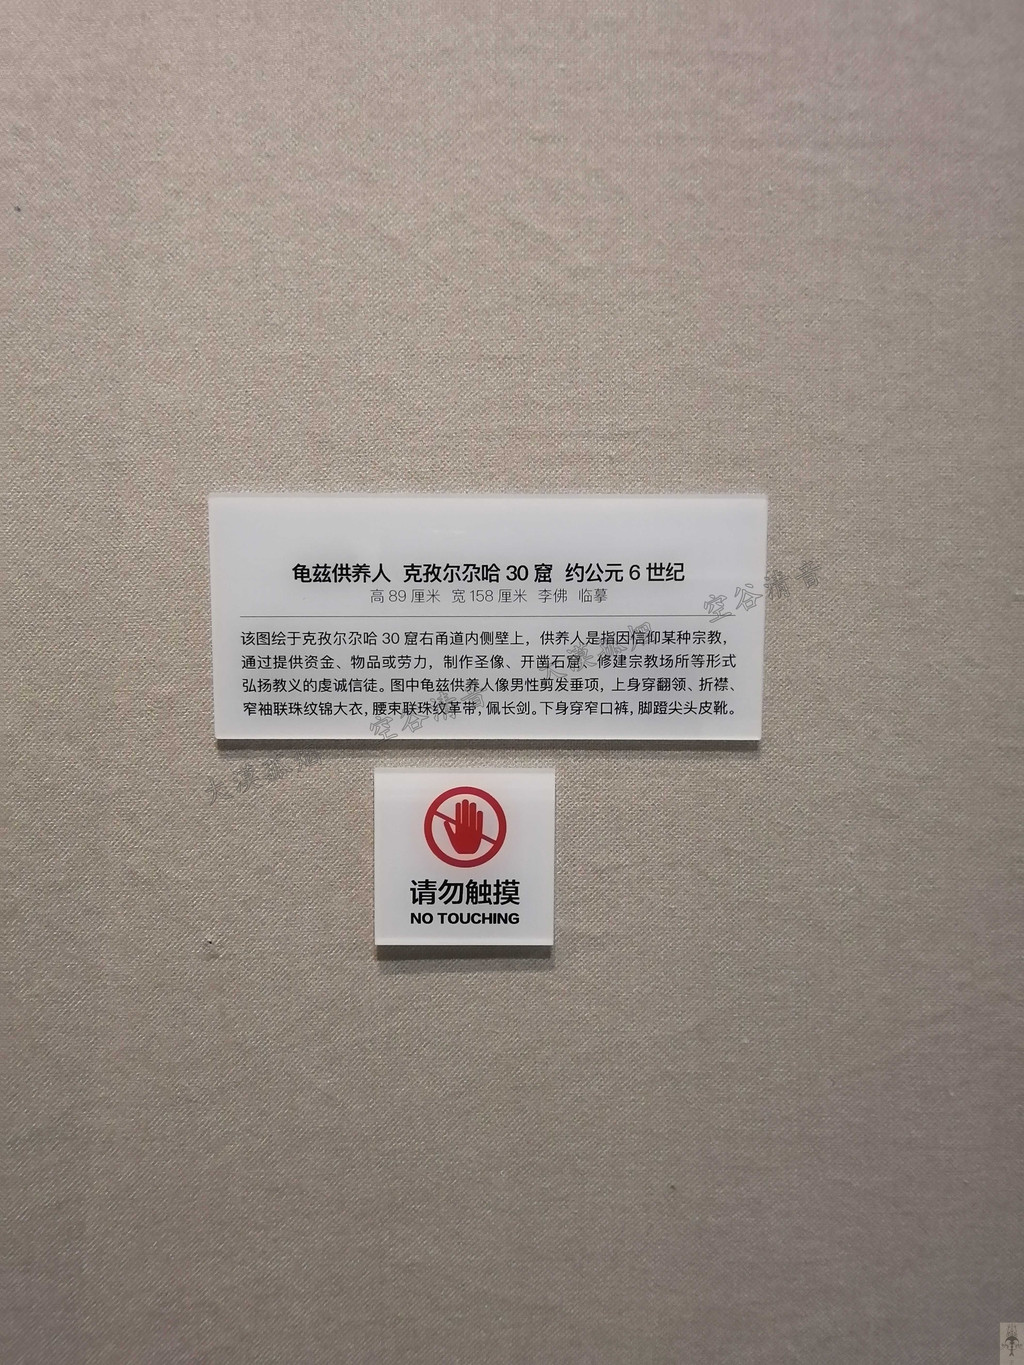 龟兹供养人 克孜尔尕哈 30 窟 约公元 6 世纪
高 89 厘米 宽 158 厘米 李佛 临摹
该图绘于克孜尔尕哈 30 窟右甬道内侧壁上，供养人是指因信仰某种宗教，
通过提供资金、物品或劳力，制作圣像、开凿石窟、修建宗教场所等形式
弘扬教义的虔诚信徒。图中龟兹供养人像男性剪发垂项，上身穿翻领、折襟、
窄袖联珠纹锦大衣，腰束联珠纹革带，佩长剑。下身穿窄口裤，脚蹬尖头皮靴。
请勿触摸
NO TOUCHING
空谷清音
空谷清音